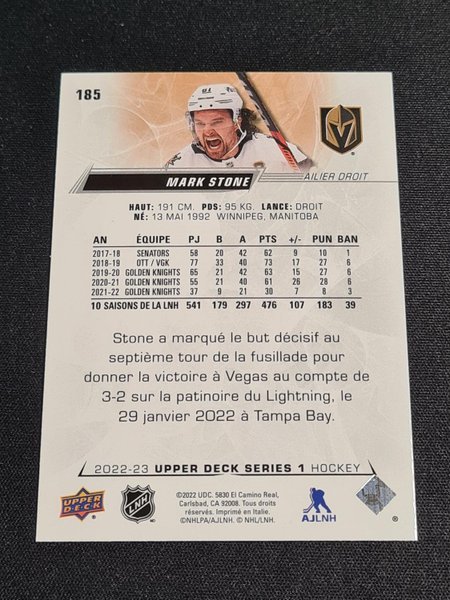 185
MARK STONE
AILIER DROIT
HAUT: 191 CM. POS: 95 KG. LANCE: DROIT
NÉ: 13 MAI 1992 WINNIPEG, MANITOBA
AN ÉQUIPE PJ B A PTS +/- PUN BAN
2017-18 SENATORS 58 20 42 62 9 10 1
2018-19 OTT / VGK 77 33 40 73 17 27 6
2019-20 GOLDEN KNIGHTS 65 21 42 63 15 27 6
2020-21 GOLDEN KNIGHTS 55 21 40 61 26 28 6
2021-22 GOLDEN KNIGHTS 37 9 21 30 7 8 3
10 SAISONS DE LA LNH 541 179 297 476 107 183 39
Stone a marqué le but décisif au
septième tour de la fusillade pour
donner la victoire à Vegas au compte de
3-2 sur la patinoire du Lightning, le
29 janvier 2022 à Tampa Bay.
2022-23 UPPER DECK SERIES 1 HOCKEY
UPPER DECK
LNH
©2022 UDC. 5830 El Camino Real,
Carlsbad, CA 92008. Tous droits
réservés. Imprimé en Italie.
©NHLPA/AJLNH. © NHL/LNH.
AJLNH